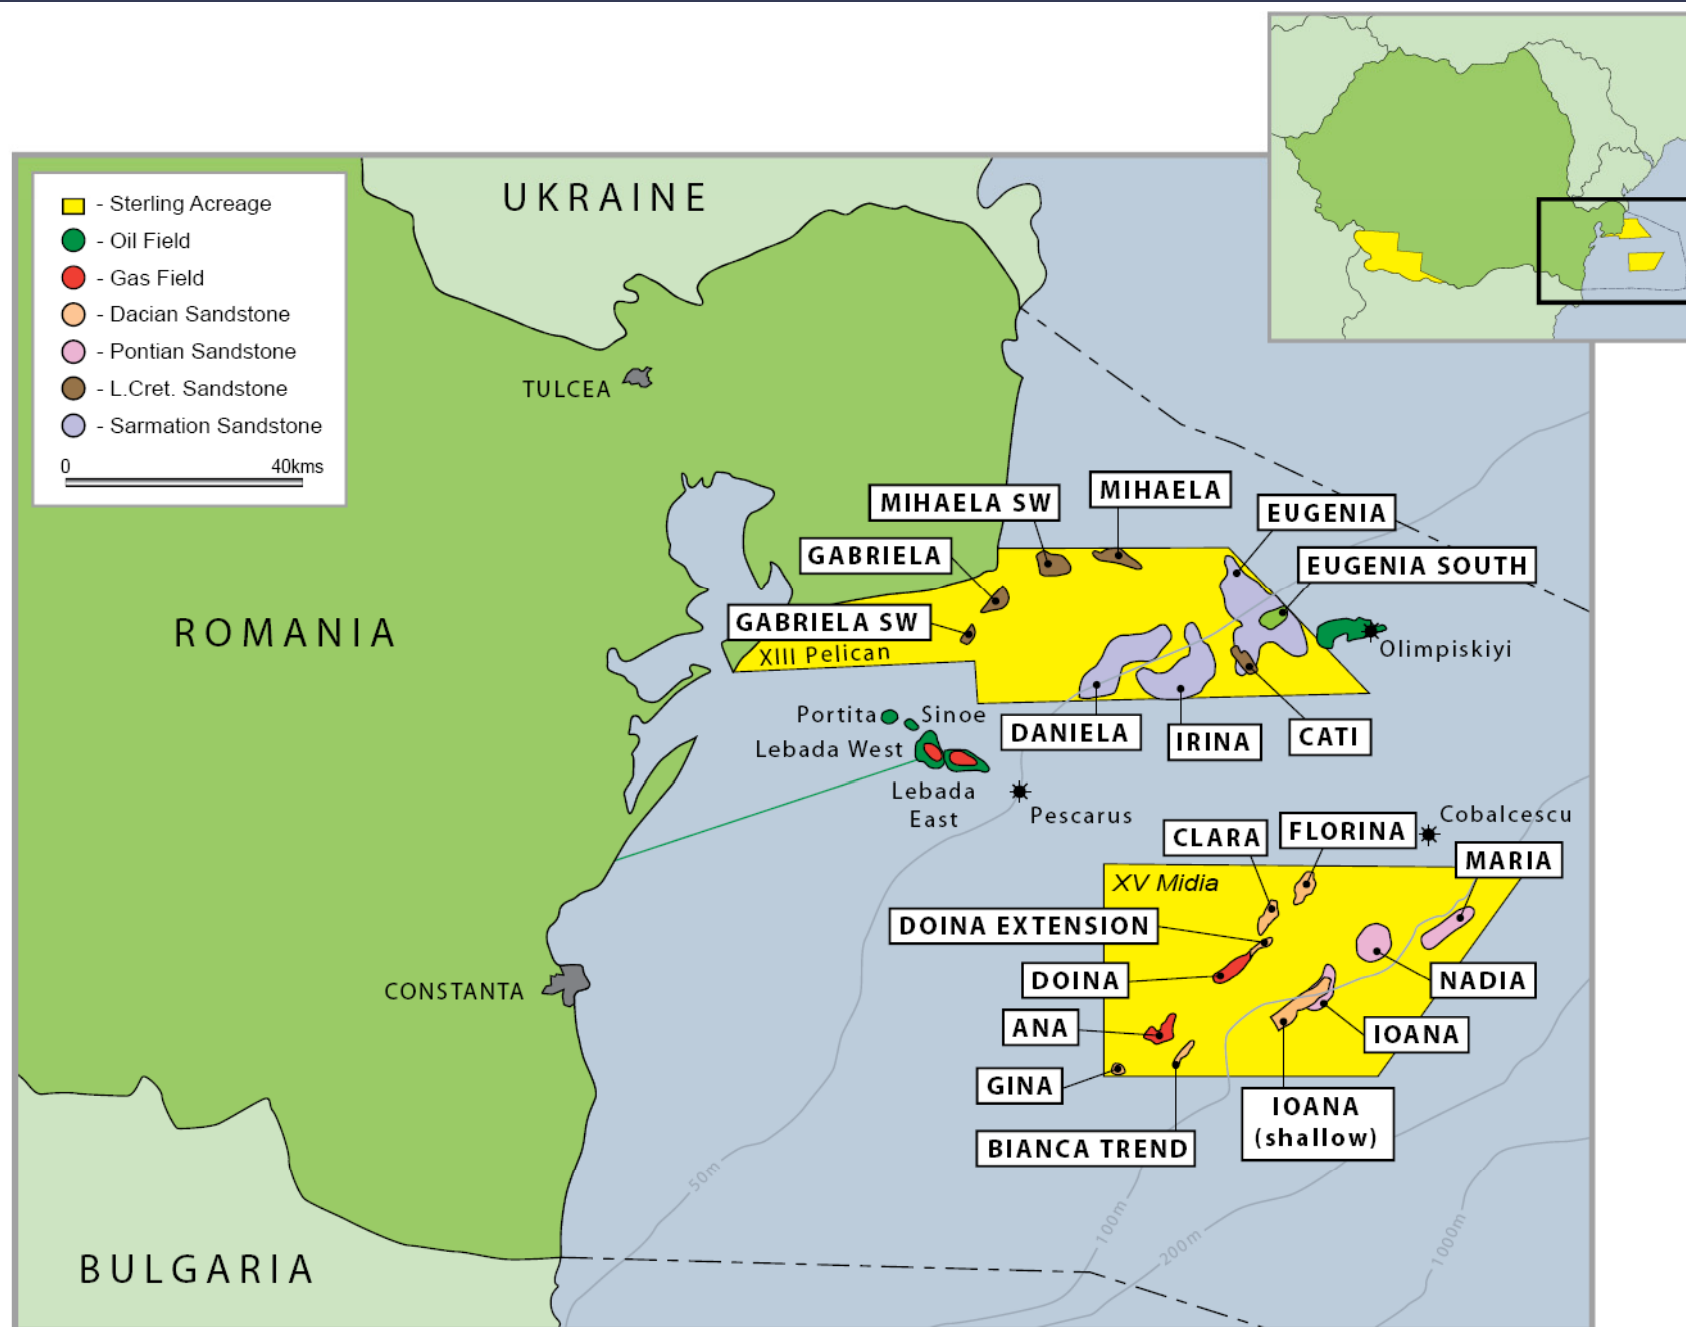 UKRAINE
- Sterling Acreage
- Oil Field
- Gas Field
- Dacian Sandstone
- Pontian Sandstone
- L.Cret. Sandstone
- Sarmation Sandstone
0 40kms
TULCEA
MIHAELA SW
MIHAELA
EUGENIA
GABRIELA
EUGENIA SOUTH
GABRIELA SW
ROMANIA
XIII Pelican
Olimpiskiyi
Portita
Sinoe
DANIELA
IRINA
CATI
Lebada West
Lebada
East
Pescarus
Cobalcescu
CLARA
FLORINA
MARIA
XV Midia
DOINA EXTENSION
DOINA
NADIA
CONSTANTA
ANA
IOANA
GINA
IOANA
(shallow)
BIANCA TREND
50m
100m
200m
1000m
BULGARIA